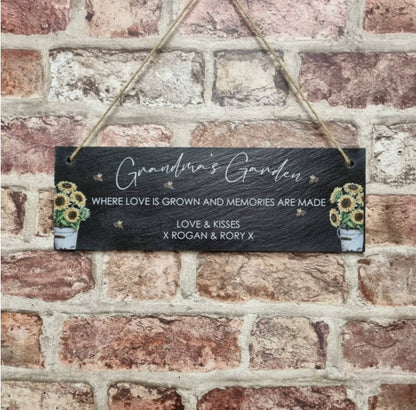 Grandma's Garden
WHERE LOVE IS GROWN AND MEMORIES ARE MADE
LOVE & KISSES
X ROGAN & RORY X